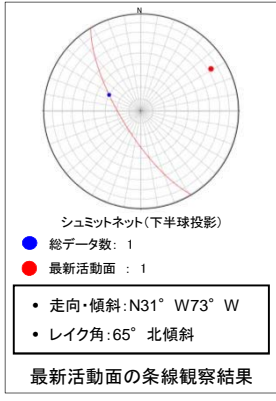 N
シュミットネット(下半球投影)
総データ数: 1
最新活動面 : 1
• 走向・傾斜:N31° W73° W
• レイク角:65° 北傾斜
最新活動面の条線観察結果